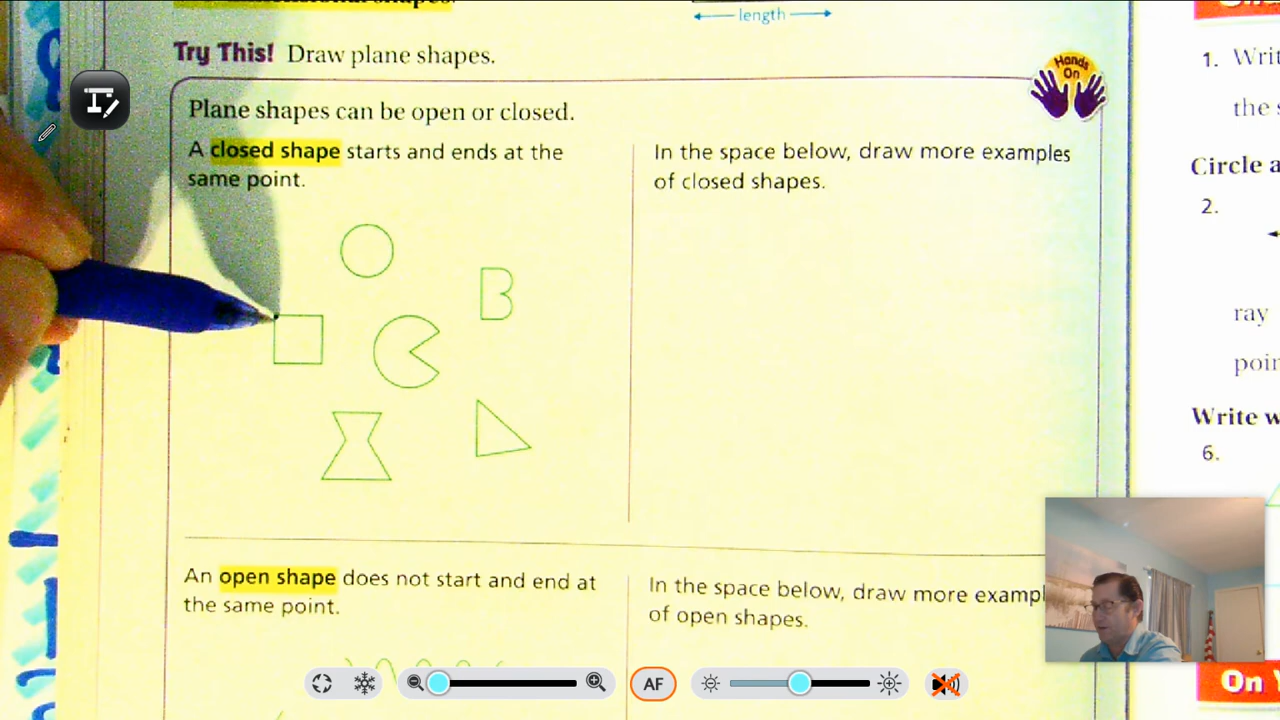 length
Try This! Draw plane shapes.
Hands
On
Plane shapes can be open or closed.
A closed shape starts and ends at the
same point.
In the space below, draw more examples
of closed shapes.
An open shape does not start and end at
the same point.
In the space below, draw more
of open shapes.
1. Writ
the
Circle a
2.
ray
poin
Write w
6.
On
AF